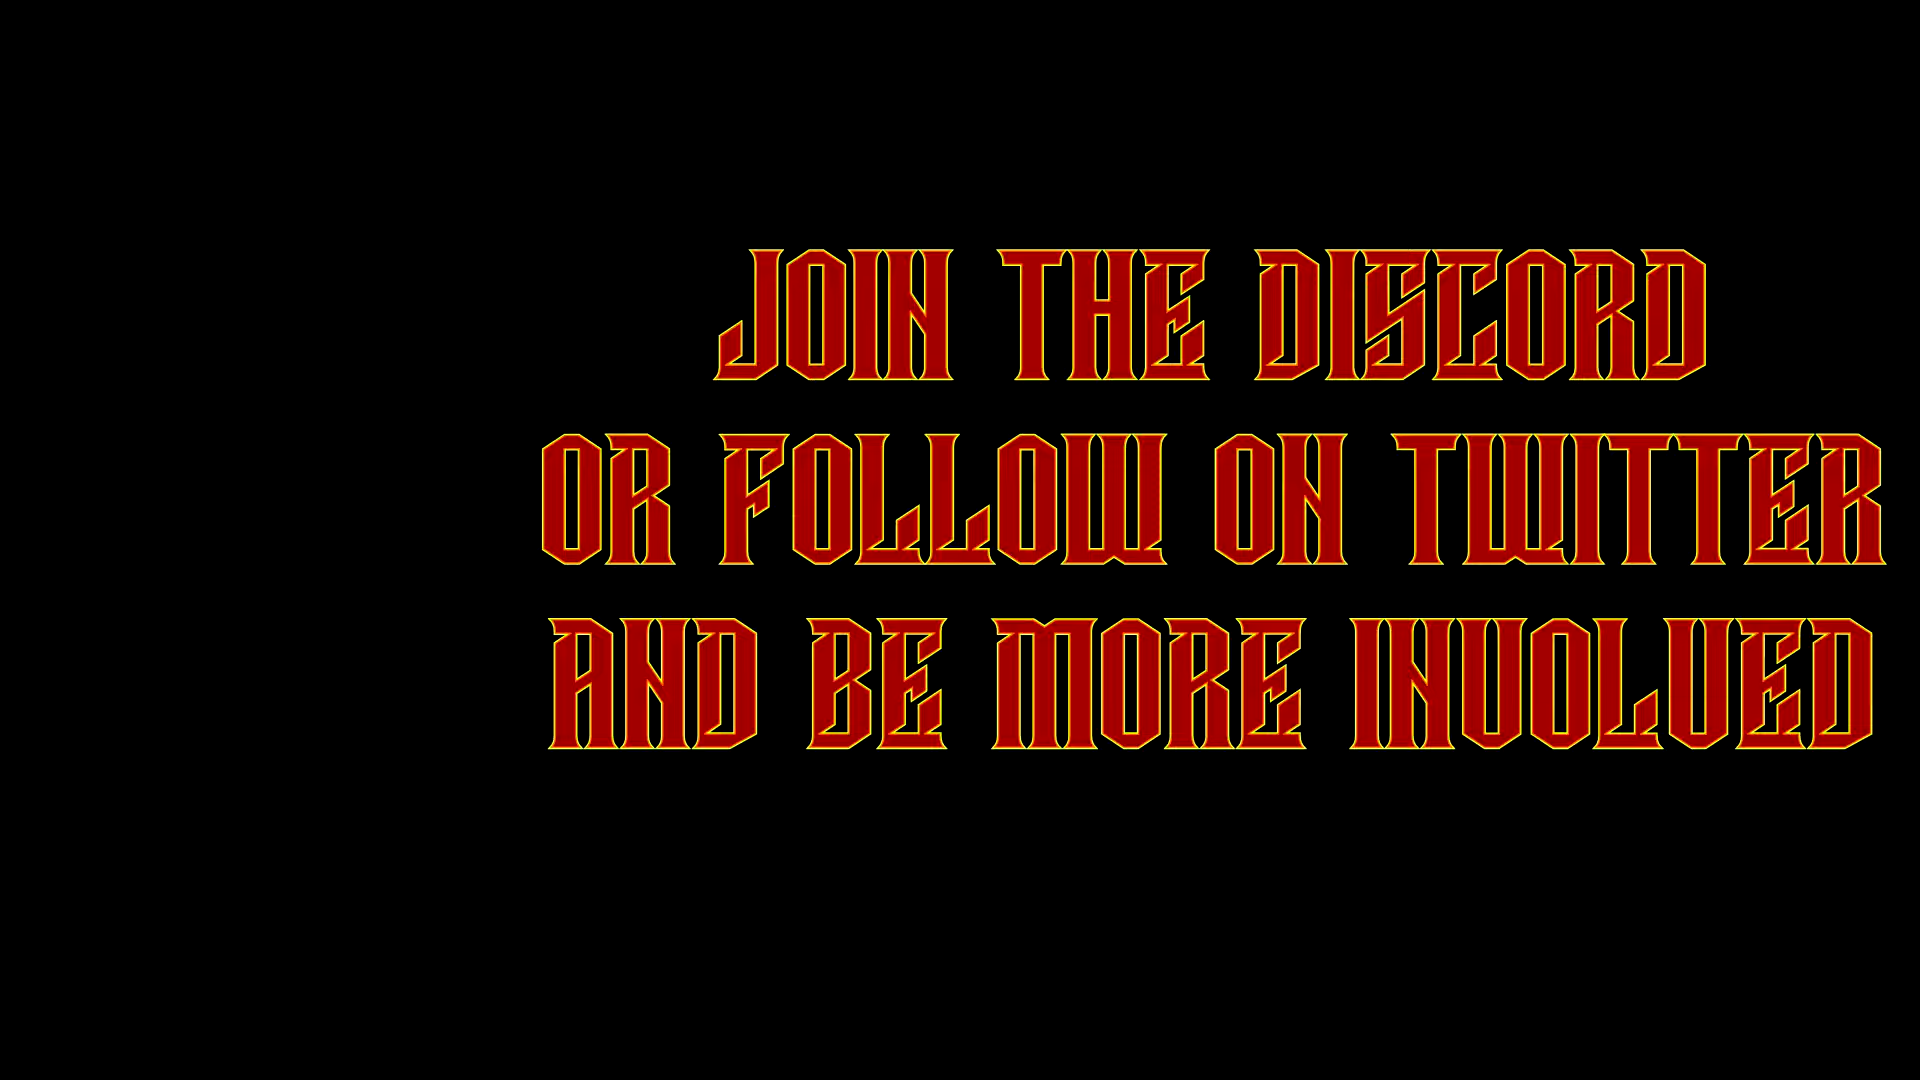 JOIN THE DISCORD
OR FOLLOW ON TWITTER
AND BE MORE INVOLVED